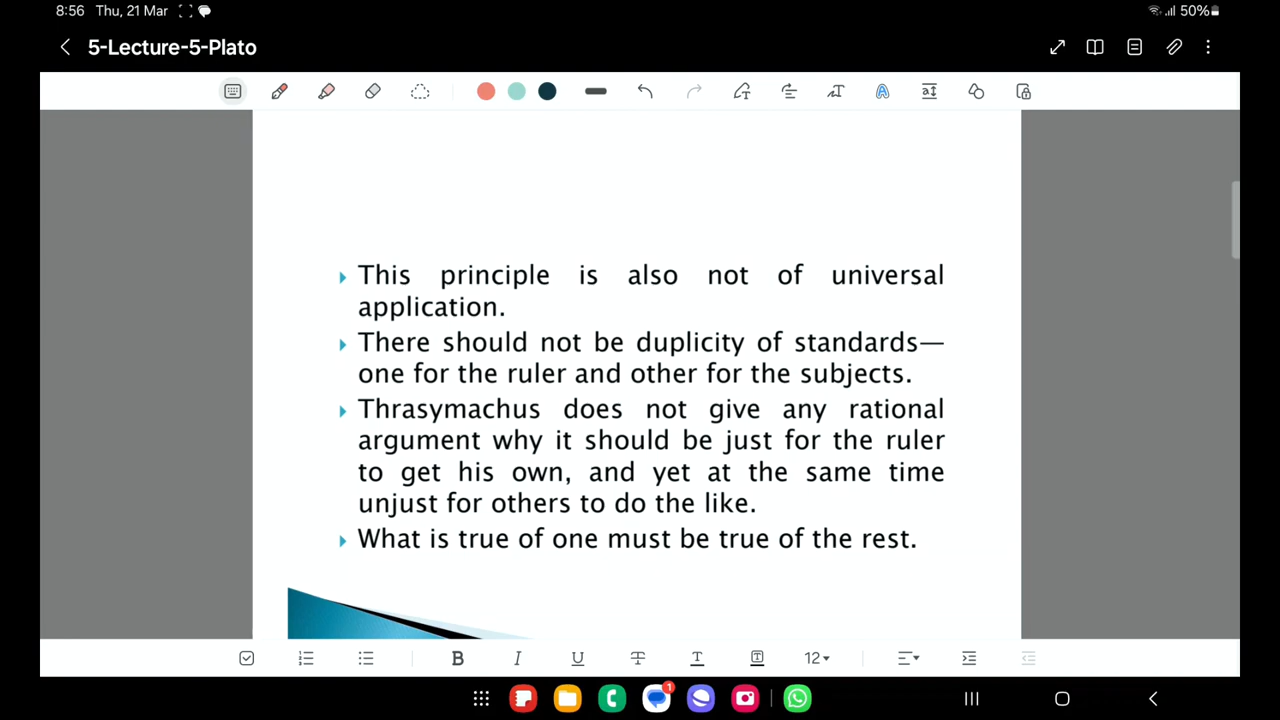 8:56 Thu, 21 Mar 50%
5-Lecture-5-Plato
This principle is also not of universal
application.
There should not be duplicity of standards—
one for the ruler and other for the subjects.
Thrasymachus does not give any rational
argument why it should be just for the ruler
to get his own, and yet at the same time
unjust for others to do the like.
What is true of one must be true of the rest.
B I U T T T 12
1